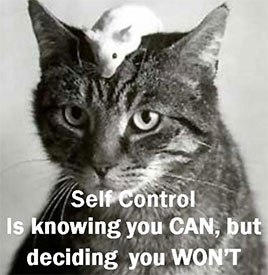 Self Control
Is knowing you CAN, but
deciding you WON'T